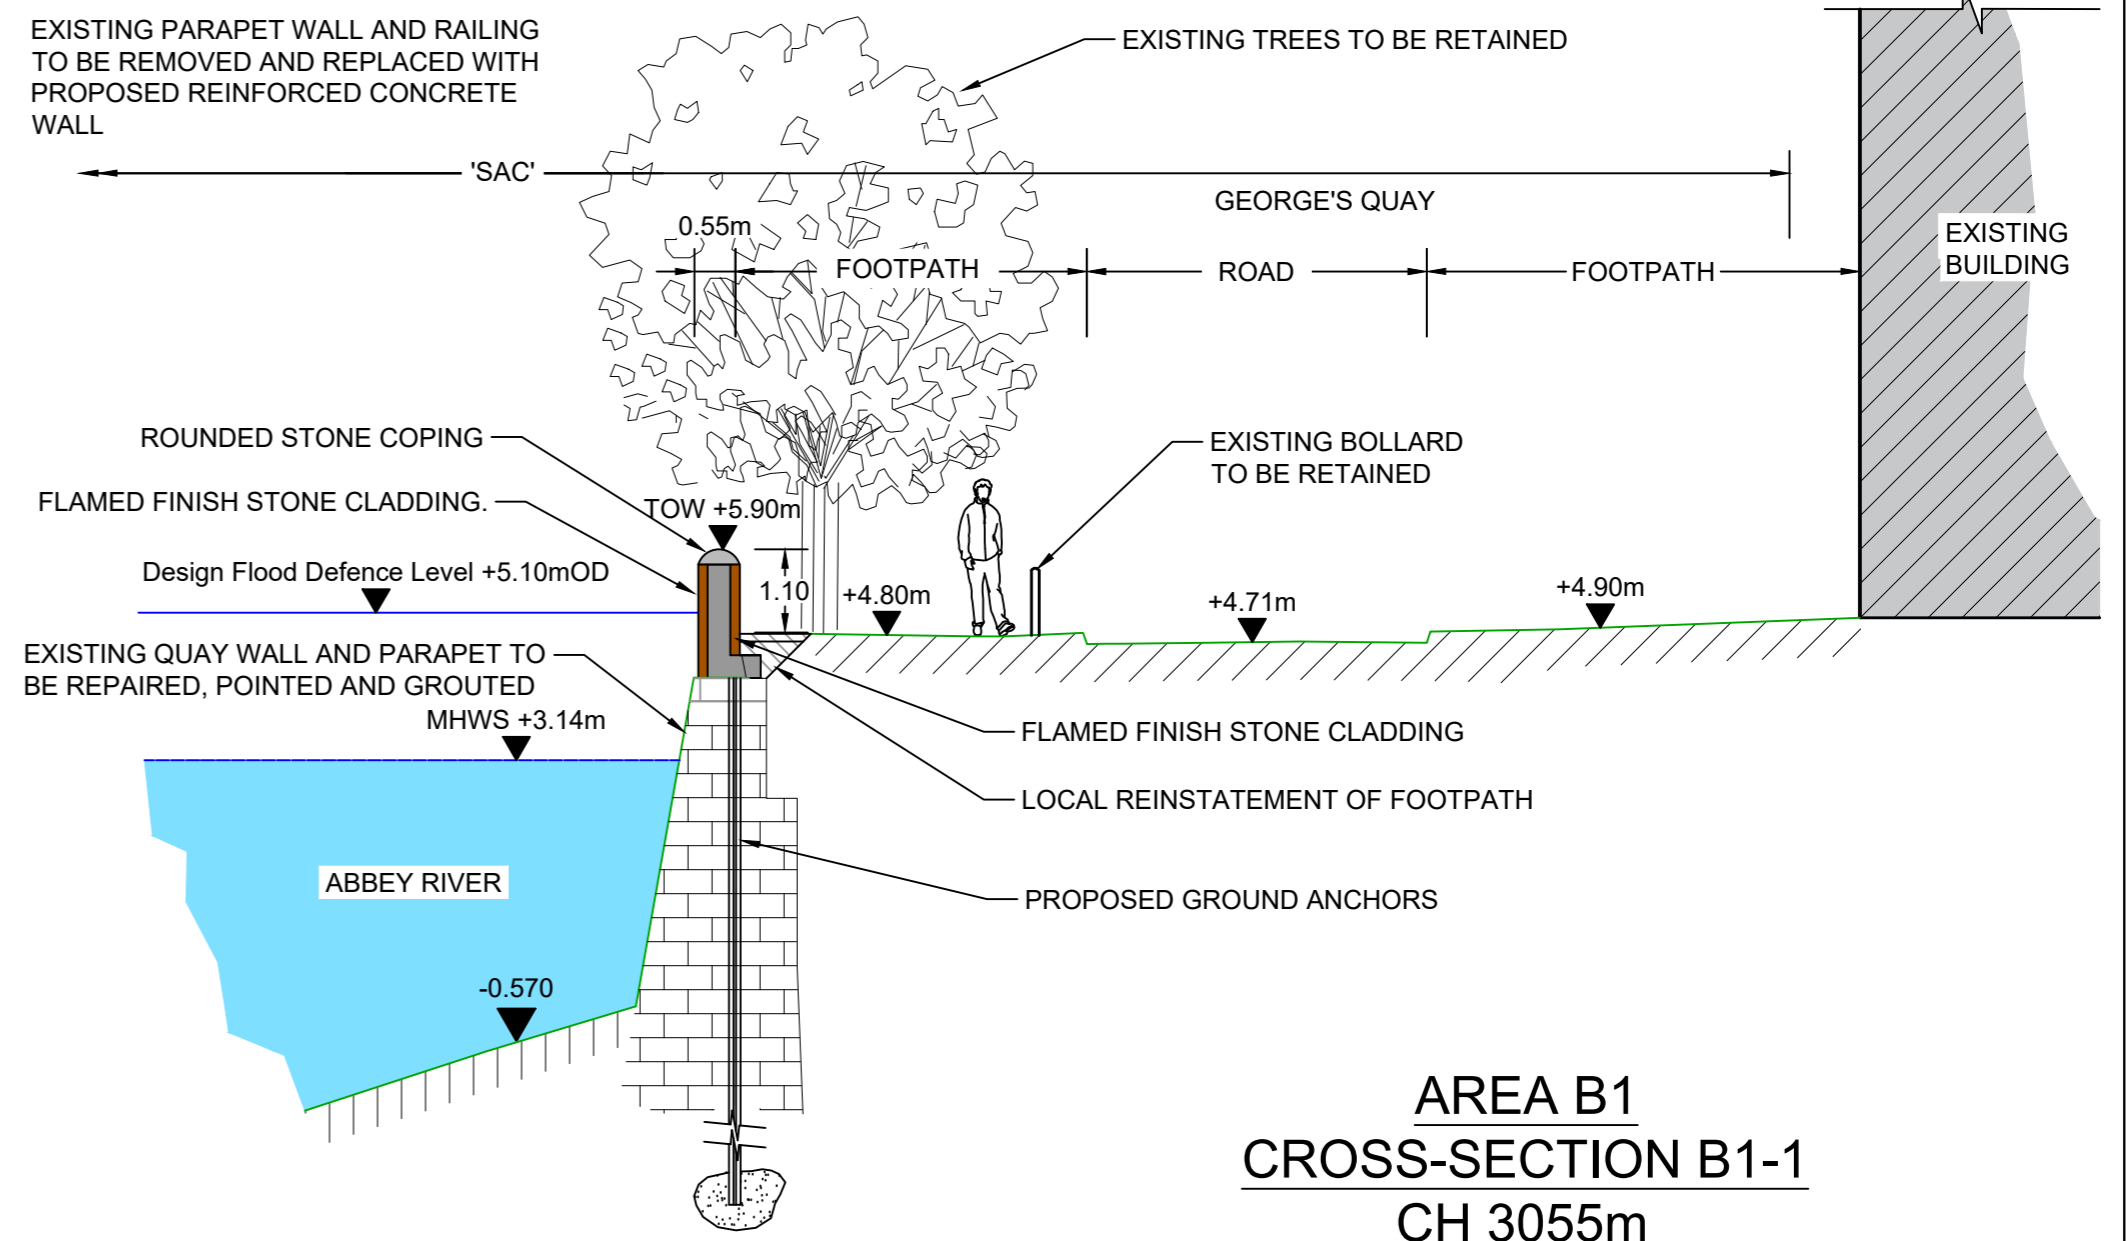 EXISTING PARAPET WALL AND RAILING
TO BE REMOVED AND REPLACED WITH
PROPOSED REINFORCED CONCRETE
WALL
EXISTING TREES TO BE RETAINED
'SAC'
GEORGE'S QUAY
0.55m
FOOTPATH
ROAD
FOOTPATH
EXISTING
BUILDING
ROUNDED STONE COPING
EXISTING BOLLARD
TO BE RETAINED
FLAMED FINISH STONE CLADDING.
TOW +5.90m
Design Flood Defence Level +5.10mOD
1.10
+4.80m
+4.71m
+4.90m
EXISTING QUAY WALL AND PARAPET TO
BE REPAIRED, POINTED AND GROUTED
MHWS +3.14m
FLAMED FINISH STONE CLADDING
LOCAL REINSTATEMENT OF FOOTPATH
ABBEY RIVER
PROPOSED GROUND ANCHORS
-0.570
AREA B1
CROSS-SECTION B1-1
CH 3055m